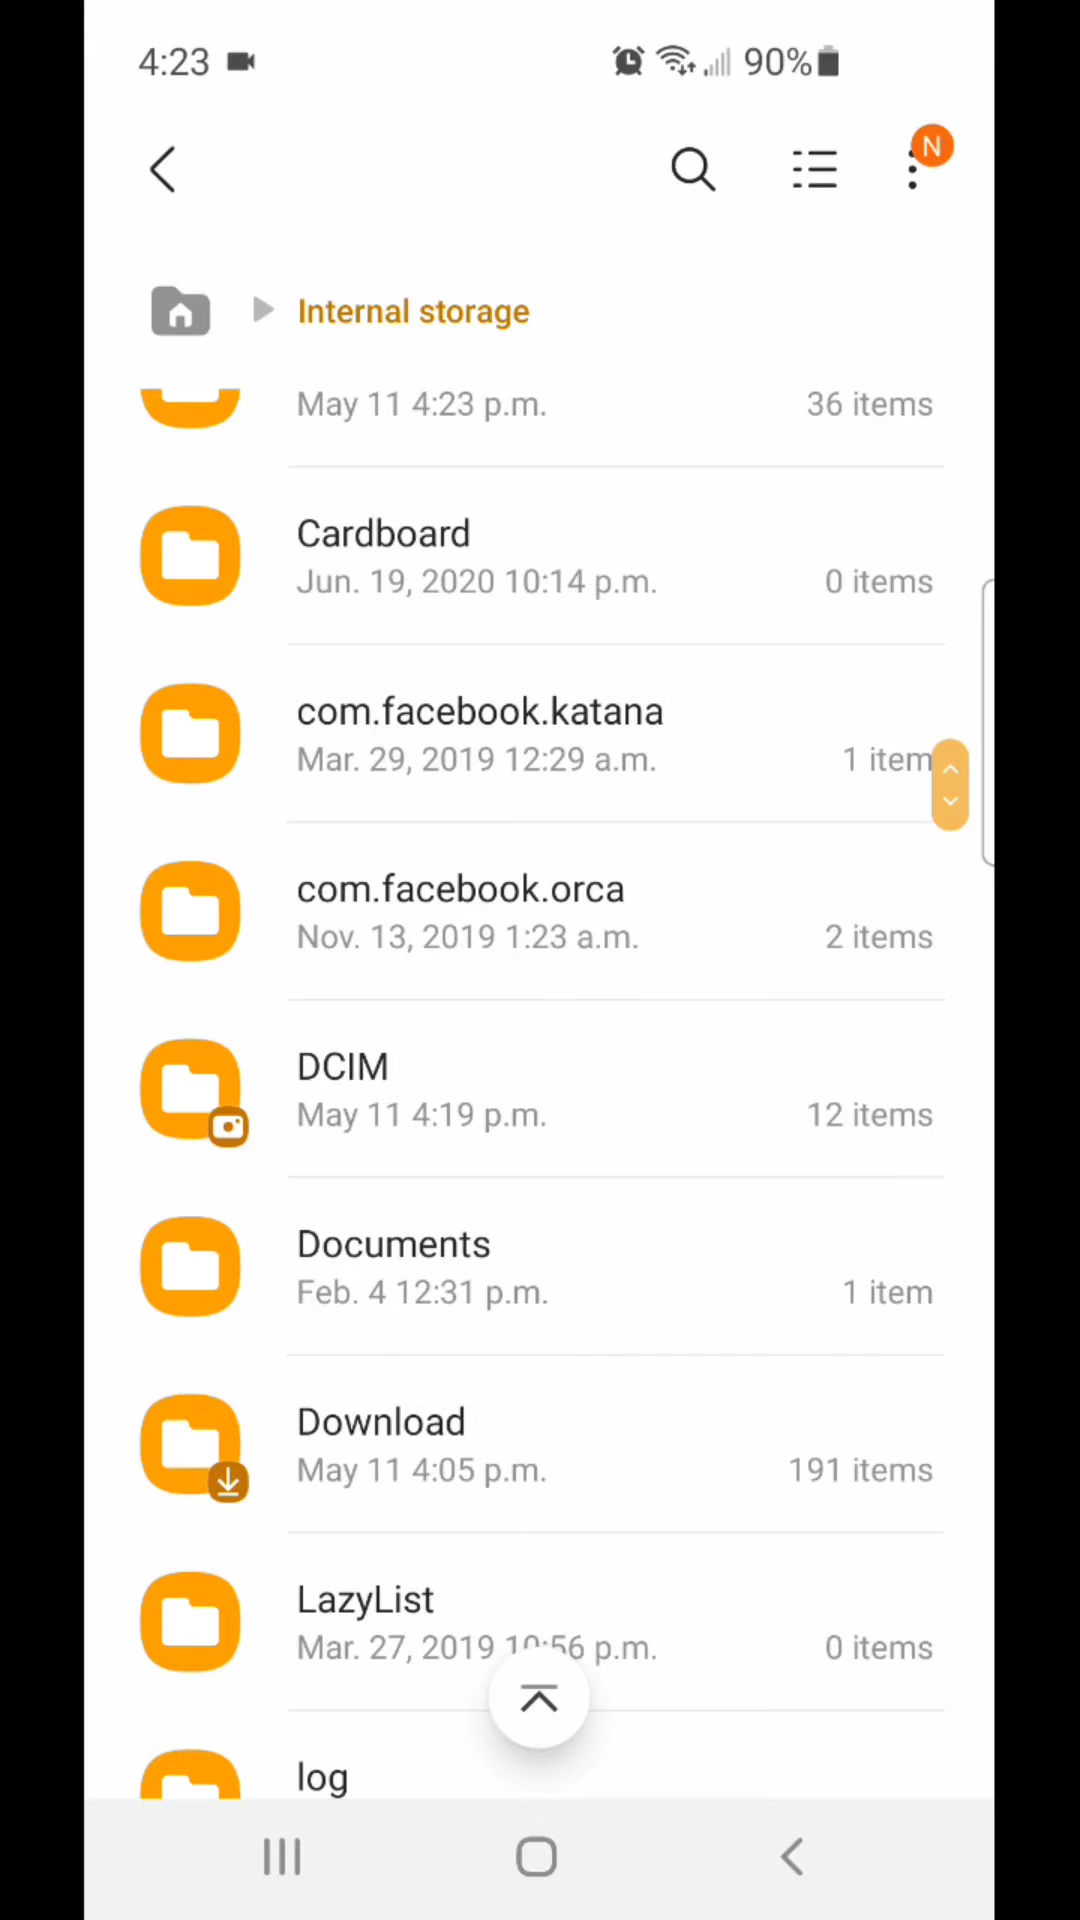 4:23 90%
N
Internal storage
May 11 4:23 p.m. 36 items
Cardboard
Jun. 19, 2020 10:14 p.m. 0 items
com.facebook.katana
Mar. 29, 2019 12:29 a.m. 1 item
com.facebook.orca
Nov. 13, 2019 1:23 a.m. 2 items
DCIM
May 11 4:19 p.m. 12 items
Documents
Feb. 4 12:31 p.m. 1 item
Download
May 11 4:05 p.m. 191 items
LazyList
Mar. 27, 2019 10:56 p.m. 0 items
log